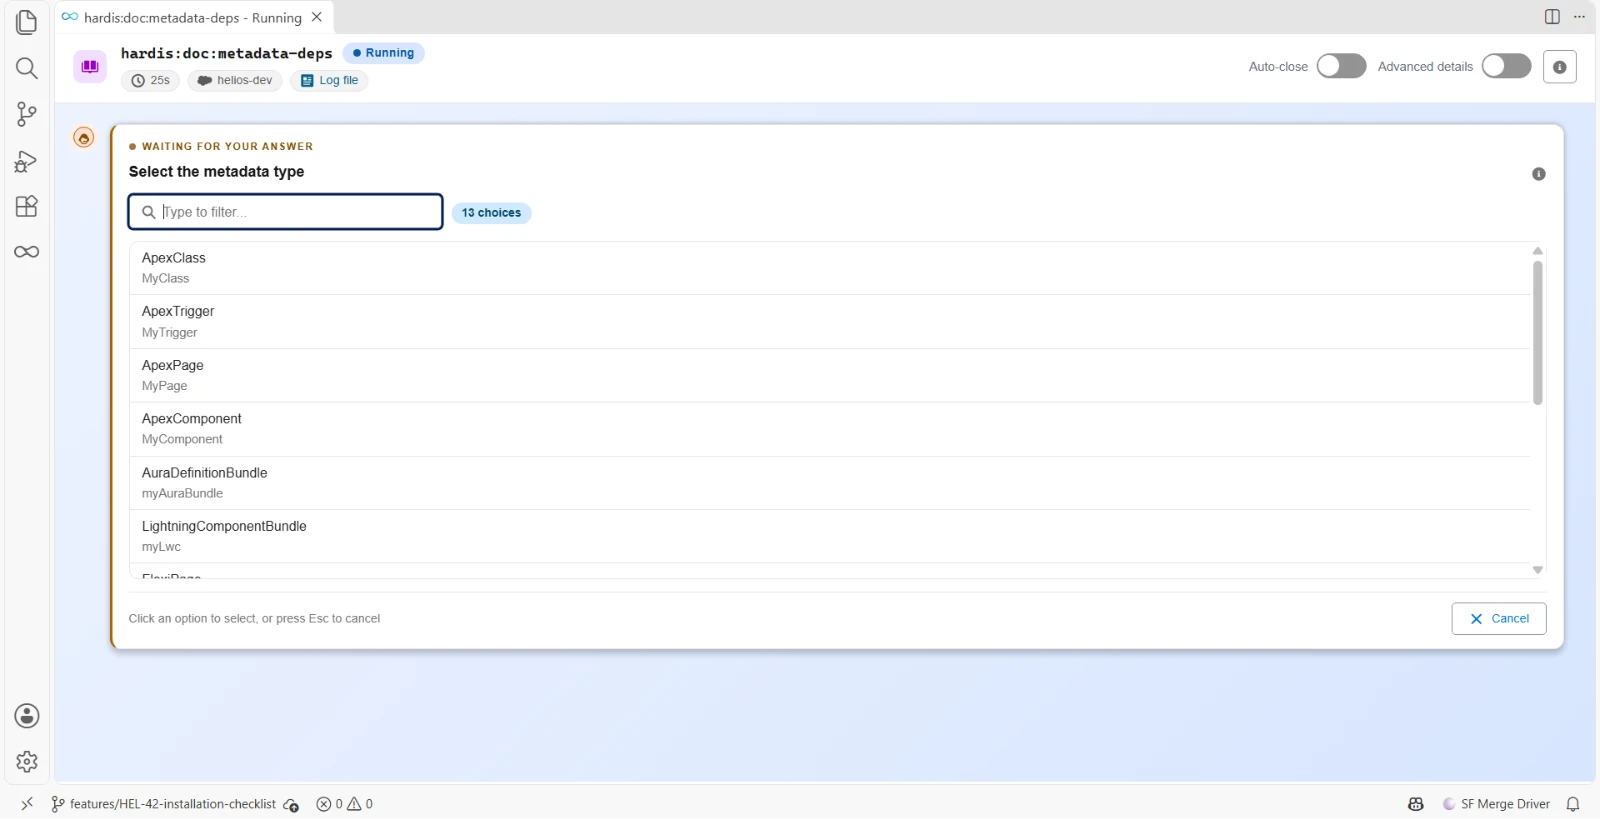 hardis:doc:metadata-deps - Running
hardis:doc:metadata-deps
Running
25s
helios-dev
Log file
Auto-close
Advanced details
WAITING FOR YOUR ANSWER
Select the metadata type
Type to filter...
13 choices
ApexClass
MyClass
ApexTrigger
MyTrigger
ApexPage
MyPage
ApexComponent
MyComponent
AuraDefinitionBundle
myAuraBundle
LightningComponentBundle
myLwc
FlexiPage
Click an option to select, or press Esc to cancel
Cancel
features/HEL-42-installation-checklist
0
0
SF Merge Driver